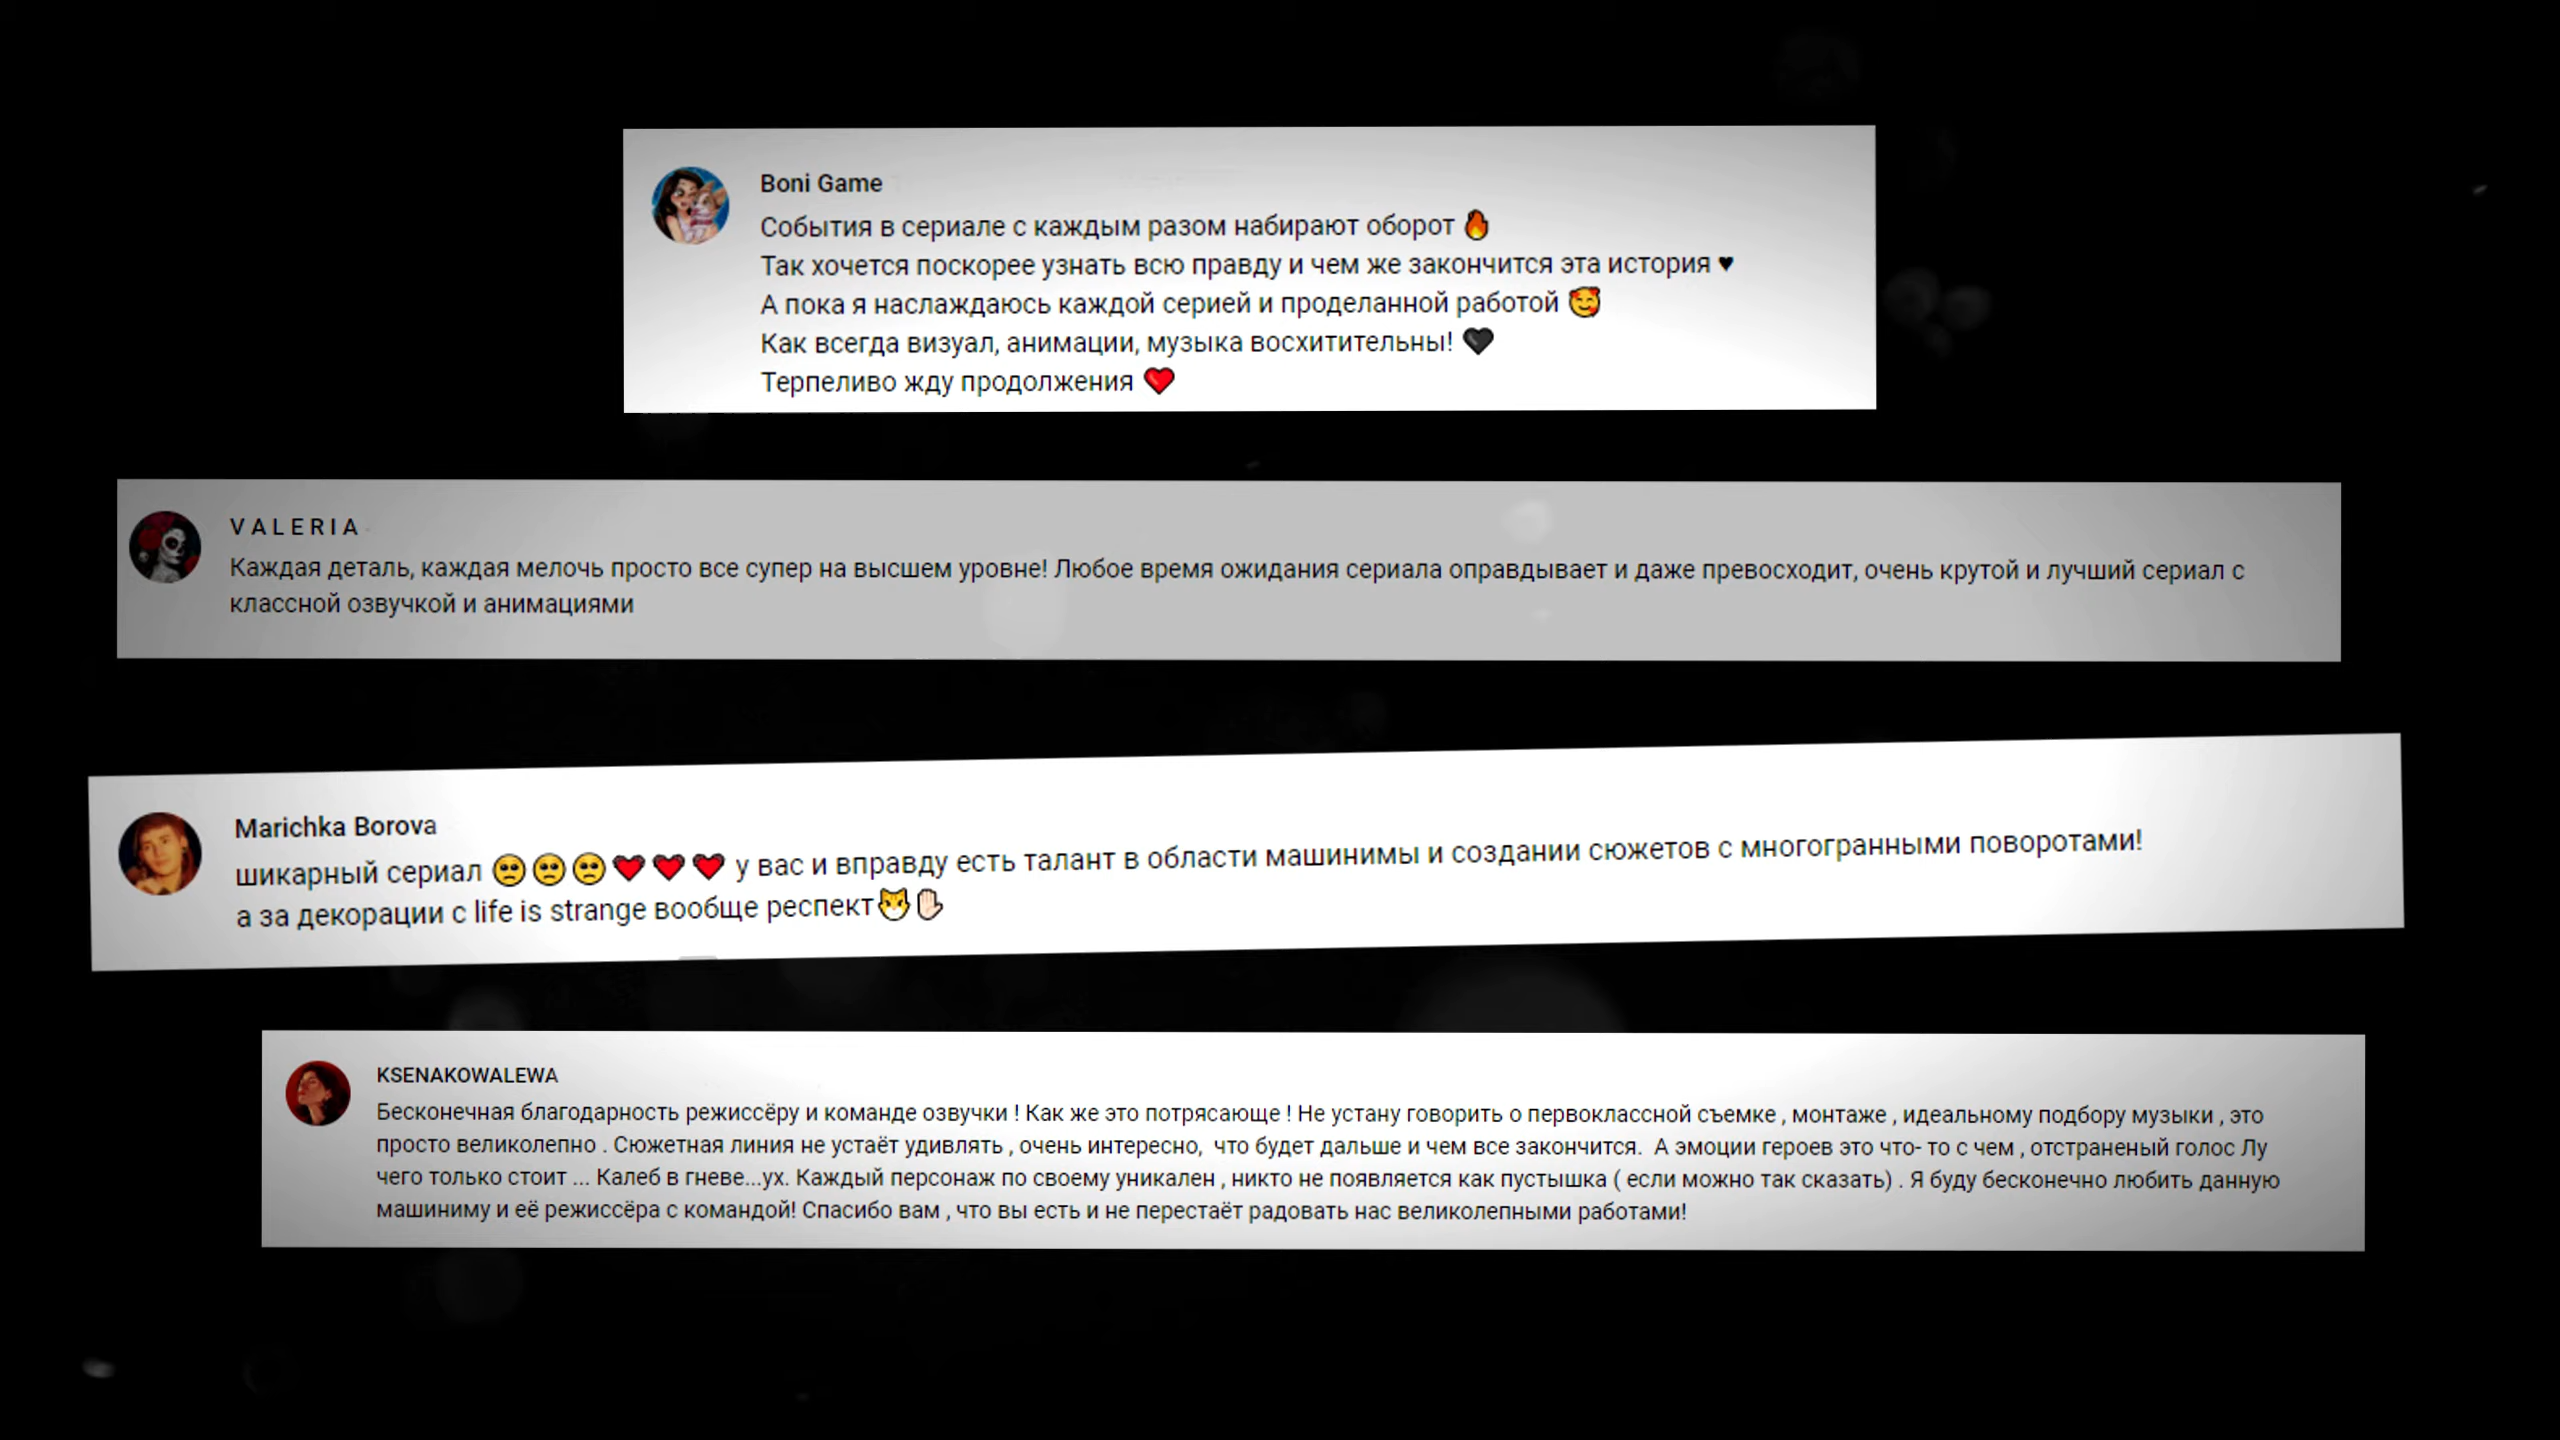 Boni Game
События в сериале с каждым разом набирают оборот 🔥
Так хочется поскорее узнать всю правду и чем же закончится эта история ♥
А пока я наслаждаюсь каждой серией и проделанной работой 🥰
Как всегда визуал, анимации, музыка восхитительны! 🖤
Терпеливо жду продолжения ❤️
V A L E R I A
Каждая деталь, каждая мелочь просто все супер на высшем уровне! Любое время ожидания сериала оправдывает и даже превосходит, очень крутой и лучший сериал с
классной озвучкой и анимациями
Marichka Borova
шикарный сериал 🥺🥺🥺❤️❤️❤️ у вас и вправду есть талант в области машинимы и создании сюжетов с многогранными поворотами!
а за декорации с life is strange вообще респект🐯✋🏻
KSENAKOWALEWA
Бесконечная благодарность режиссёру и команде озвучки ! Как же это потрясающе ! Не устану говорить о первоклассной съемке , монтаже , идеальному подбору музыки , это
просто великолепно . Сюжетная линия не устаёт удивлять , очень интересно, что будет дальше и чем все закончится. А эмоции героев это что- то с чем , отстраненый голос Лу
чего только стоит ... Калеб в гневе...ух. Каждый персонаж по своему уникален , никто не появляется как пустышка ( если можно так сказать) . Я буду бесконечно любить данную
машиниму и её режиссёра с командой! Спасибо вам , что вы есть и не перестаёт радовать нас великолепными работами!